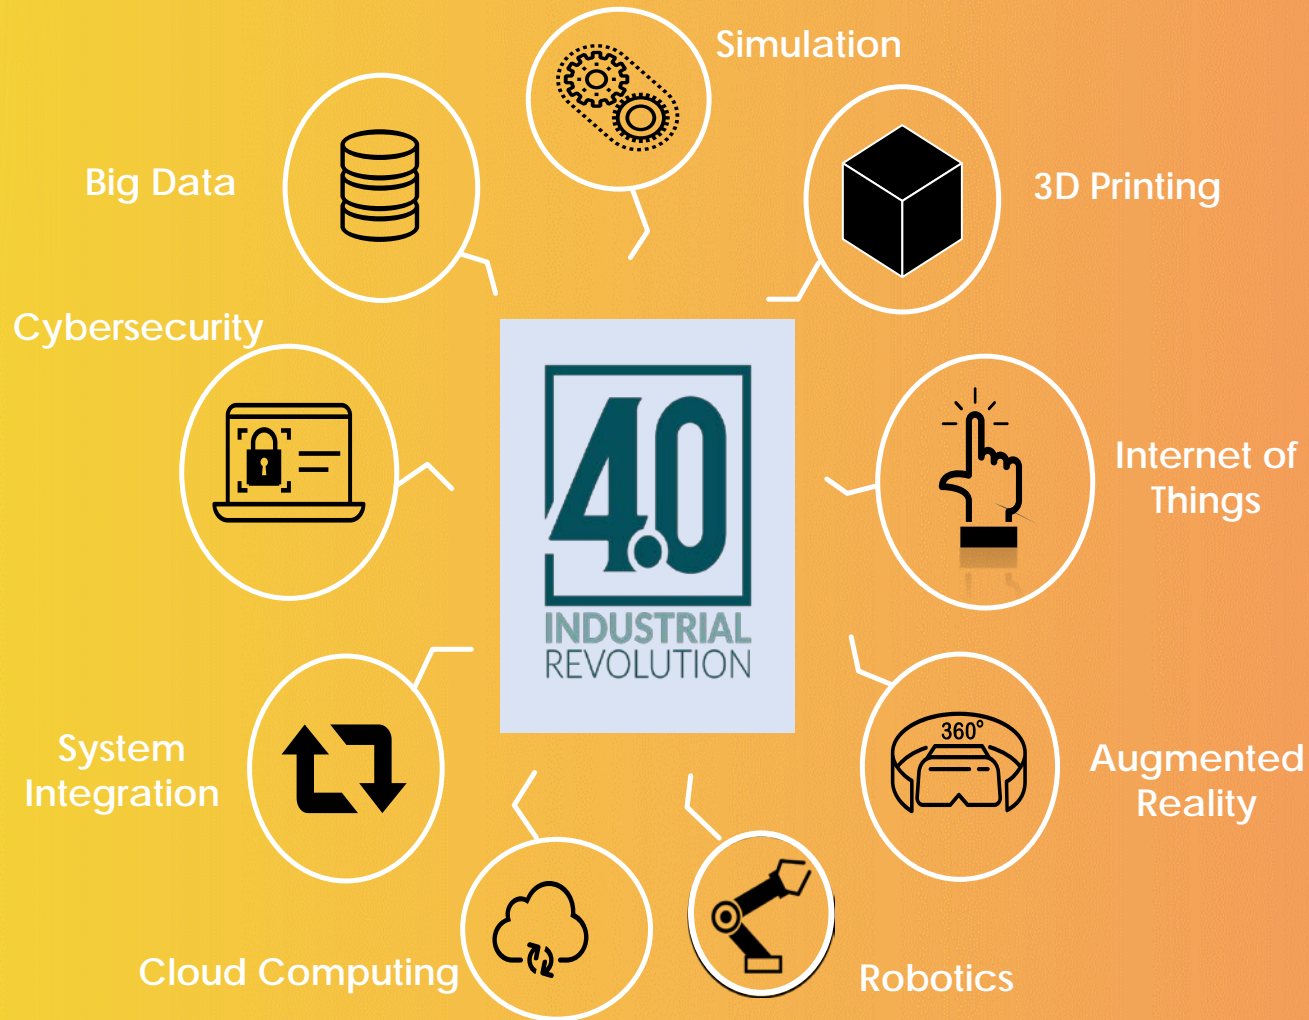 Simulation
Big Data
3D Printing
Cybersecurity
4.0
INDUSTRIAL
REVOLUTION
Internet of
Things
System
Integration
360°
Augmented
Reality
Cloud Computing
Robotics